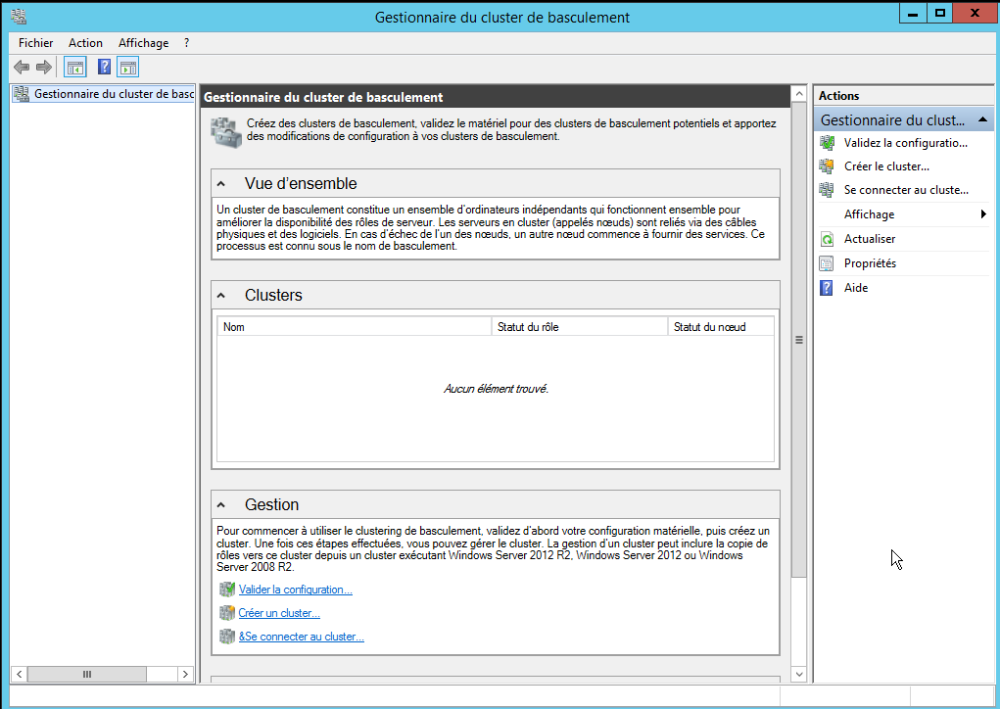 Gestionnaire du cluster de basculement
Fichier Action Affichage ?
Gestionnaire du cluster de basc
Gestionnaire du cluster de basculement
Créez des clusters de basculement, validez le matériel pour des clusters de basculement potentiels et apportez
des modifications de configuration à vos clusters de basculement.
Vue d'ensemble
Un cluster de basculement constitue un ensemble d'ordinateurs indépendants qui fonctionnent ensemble pour
améliorer la disponibilité des rôles de serveur. Les serveurs en cluster (appelés nœuds) sont reliés via des câbles
physiques et des logiciels. En cas d'échec de l'un des nœuds, un autre nœud commence à fournir des services. Ce
processus est connu sous le nom de basculement.
Clusters
Nom Statut du rôle Statut du nœud
Aucun élément trouvé.
Gestion
Pour commencer à utiliser le clustering de basculement, validez d'abord votre configuration matérielle, puis créez un
cluster. Une fois ces étapes effectuées, vous pouvez gérer le cluster. La gestion d'un cluster peut inclure la copie de
rôles vers ce cluster depuis un cluster exécutant Windows Server 2012 R2, Windows Server 2012 ou Windows
Server 2008 R2.
Valider la configuration...
Créer un cluster...
&Se connecter au cluster...
Actions
Gestionnaire du clust...
Validez la configuratio...
Créer le cluster...
Se connecter au cluste...
Affichage
Actualiser
Propriétés
Aide